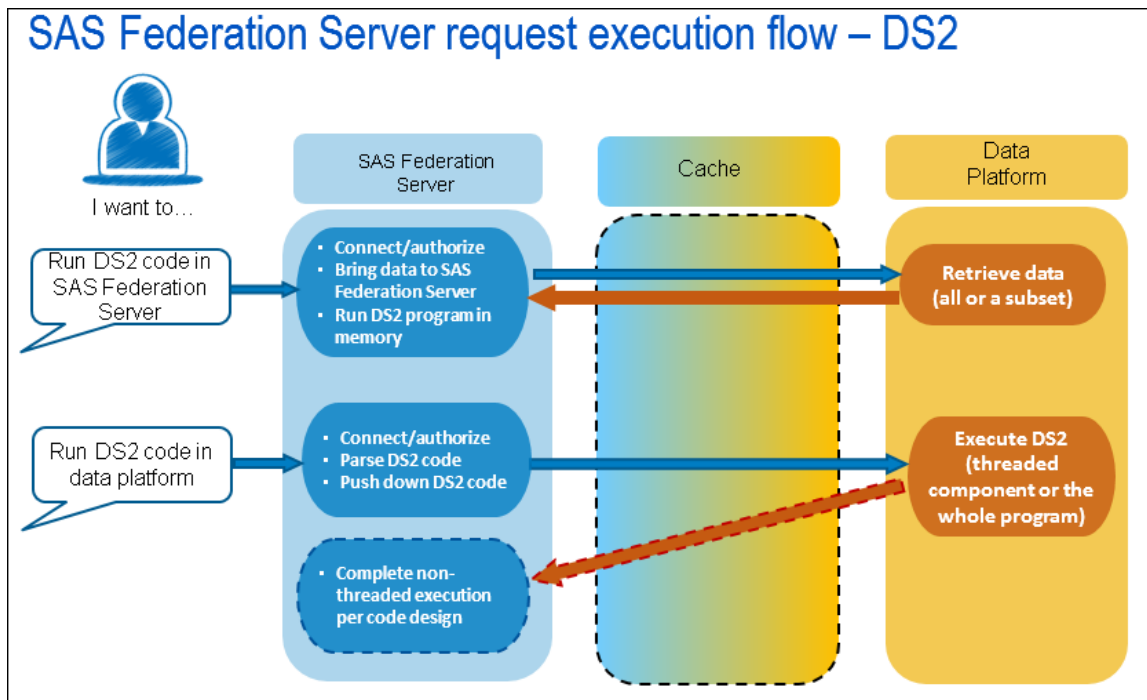 SAS Federation Server request execution flow – DS2
I want to…
SAS Federation
Server
Cache
Data
Platform
Run DS2 code in
SAS Federation
Server
▪ Connect/authorize
▪ Bring data to SAS
Federation Server
▪ Run DS2 program in
memory
Retrieve data
(all or a subset)
Run DS2 code in
data platform
▪ Connect/authorize
▪ Parse DS2 code
▪ Push down DS2 code
Execute DS2
(threaded
component or the
whole program)
▪ Complete non-
threaded execution
per code design